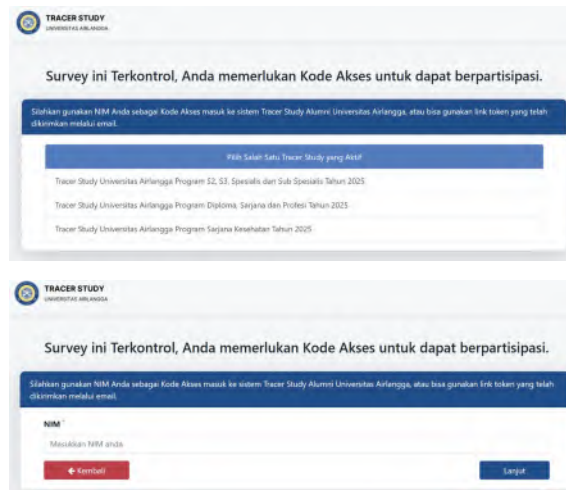 TRACER STUDY
UNIVERSITAS AIRLANGGA
Survey ini Terkontrol, Anda memerlukan Kode Akses untuk dapat berpartisipasi.
Silahkan gunakan NIM Anda sebagai Kode Akses masuk ke sistem Tracer Study Alumni Universitas Airlangga, atau bisa gunakan link token yang telah
dikirimkan melalui email.
Pilih Salah Satu Tracer Study yang Aktif
Tracer Study Universitas Airlangga Program S2, S3, Spesialis dan Sub Spesialis Tahun 2025
Tracer Study Universitas Airlangga Program Diploma, Sarjana dan Profesi Tahun 2025
Tracer Study Universitas Airlangga Program Sarjana Kesehatan Tahun 2025
TRACER STUDY
UNIVERSITAS AIRLANGGA
Survey ini Terkontrol, Anda memerlukan Kode Akses untuk dapat berpartisipasi.
Silahkan gunakan NIM Anda sebagai Kode Akses masuk ke sistem Tracer Study Alumni Universitas Airlangga, atau bisa gunakan link token yang telah
dikirimkan melalui email.
NIM *
Masukkan NIM anda
← Kembali
Lanjut